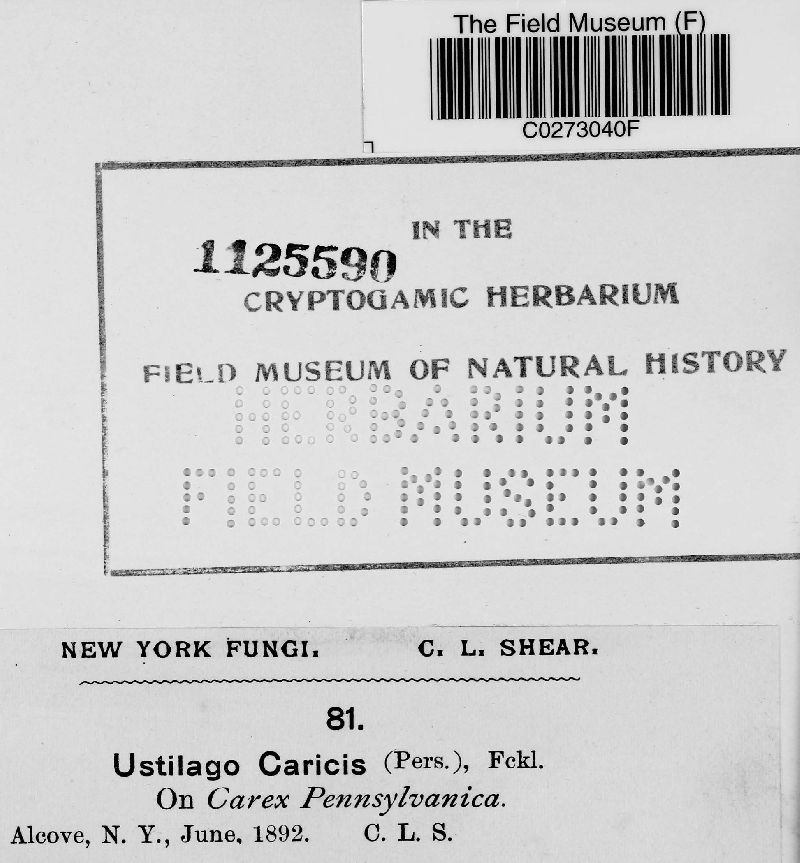 The Field Museum (F)
C0273040F
IN THE
1125590
CRYPTOGAMIC HERBARIUM
FIELD MUSEUM OF NATURAL HISTORY
HERBARIUM
FIELD MUSEUM
NEW YORK FUNGI. C. L. SHEAR.
81.
Ustilago Caricis (Pers.), Fckl.
On Carex Pennsylvanica.
Alcove, N. Y., June, 1892. C. L. S.